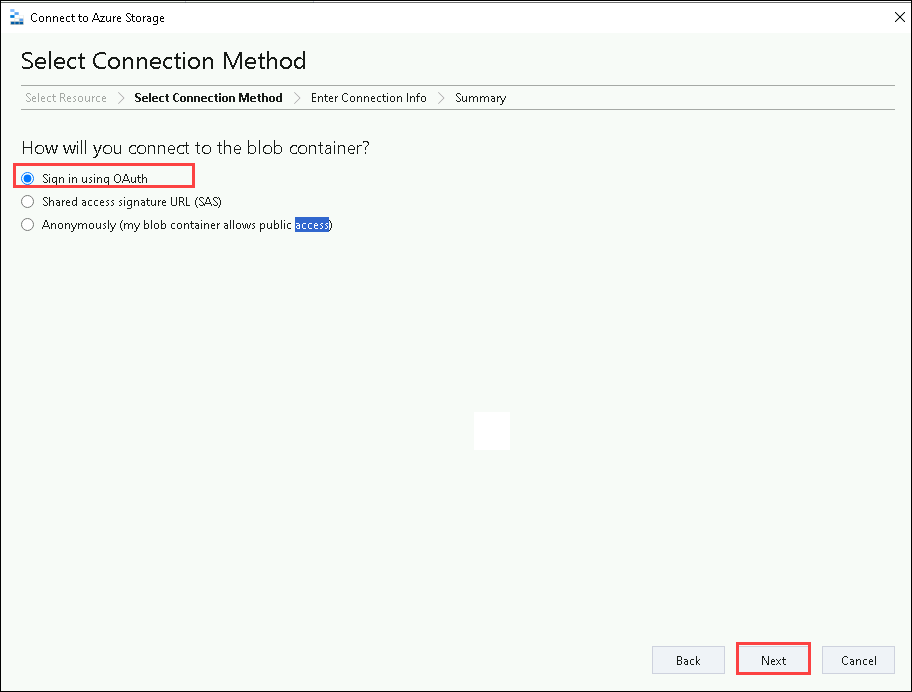 Connect to Azure Storage
Select Connection Method
Select Resource > Select Connection Method > Enter Connection Info > Summary
How will you connect to the blob container?
Sign in using OAuth
Shared access signature URL (SAS)
Anonymously (my blob container allows public access)
Back Next Cancel